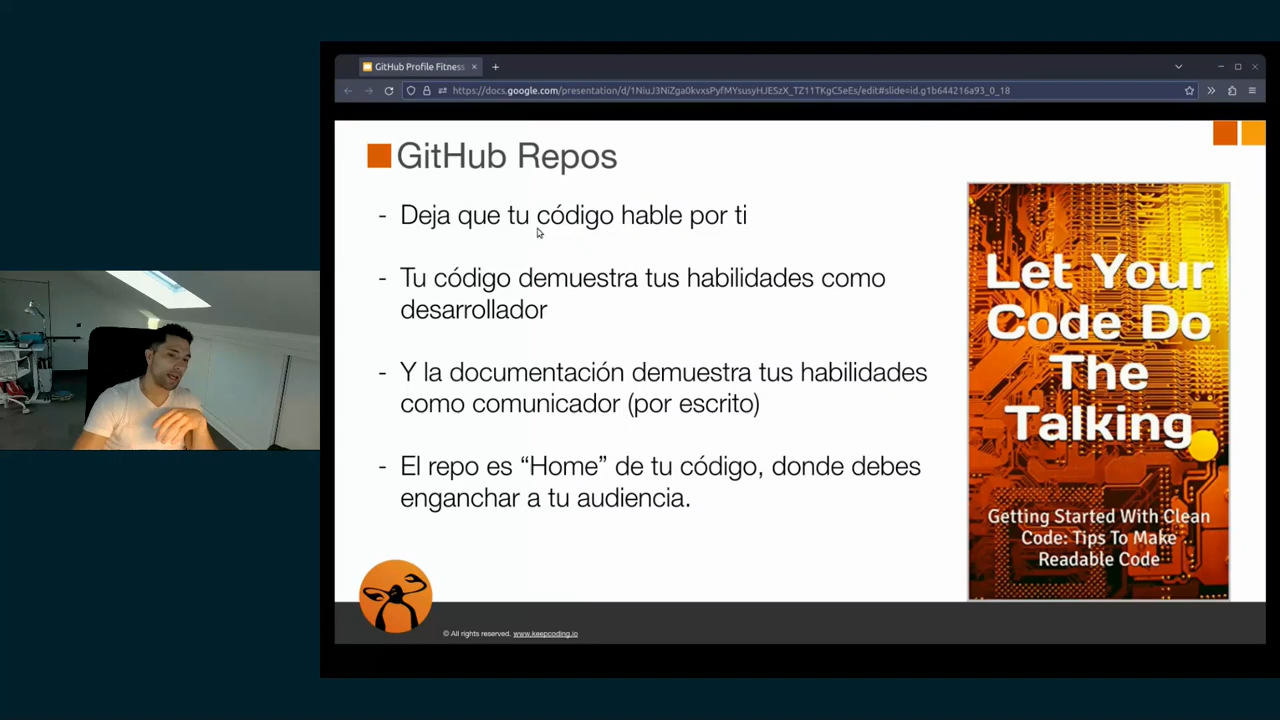 GitHub Profile Fitness
https://docs.google.com/presentation/d/1NiuJ3NiZga0kvxsPyfMYsusyHJESzX_TZ11TKgC5eEs/edit#slide=id.g1b644216a93_0_18
GitHub Repos
- Deja que tu código hable por ti
- Tu código demuestra tus habilidades como
desarrollador
- Y la documentación demuestra tus habilidades
como comunicador (por escrito)
- El repo es “Home” de tu código, donde debes
enganchar a tu audiencia.
Let Your
Code Do
The
Talking
Getting Started With Clean
Code: Tips To Make
Readable Code
© All rights reserved. www.keepcoding.io